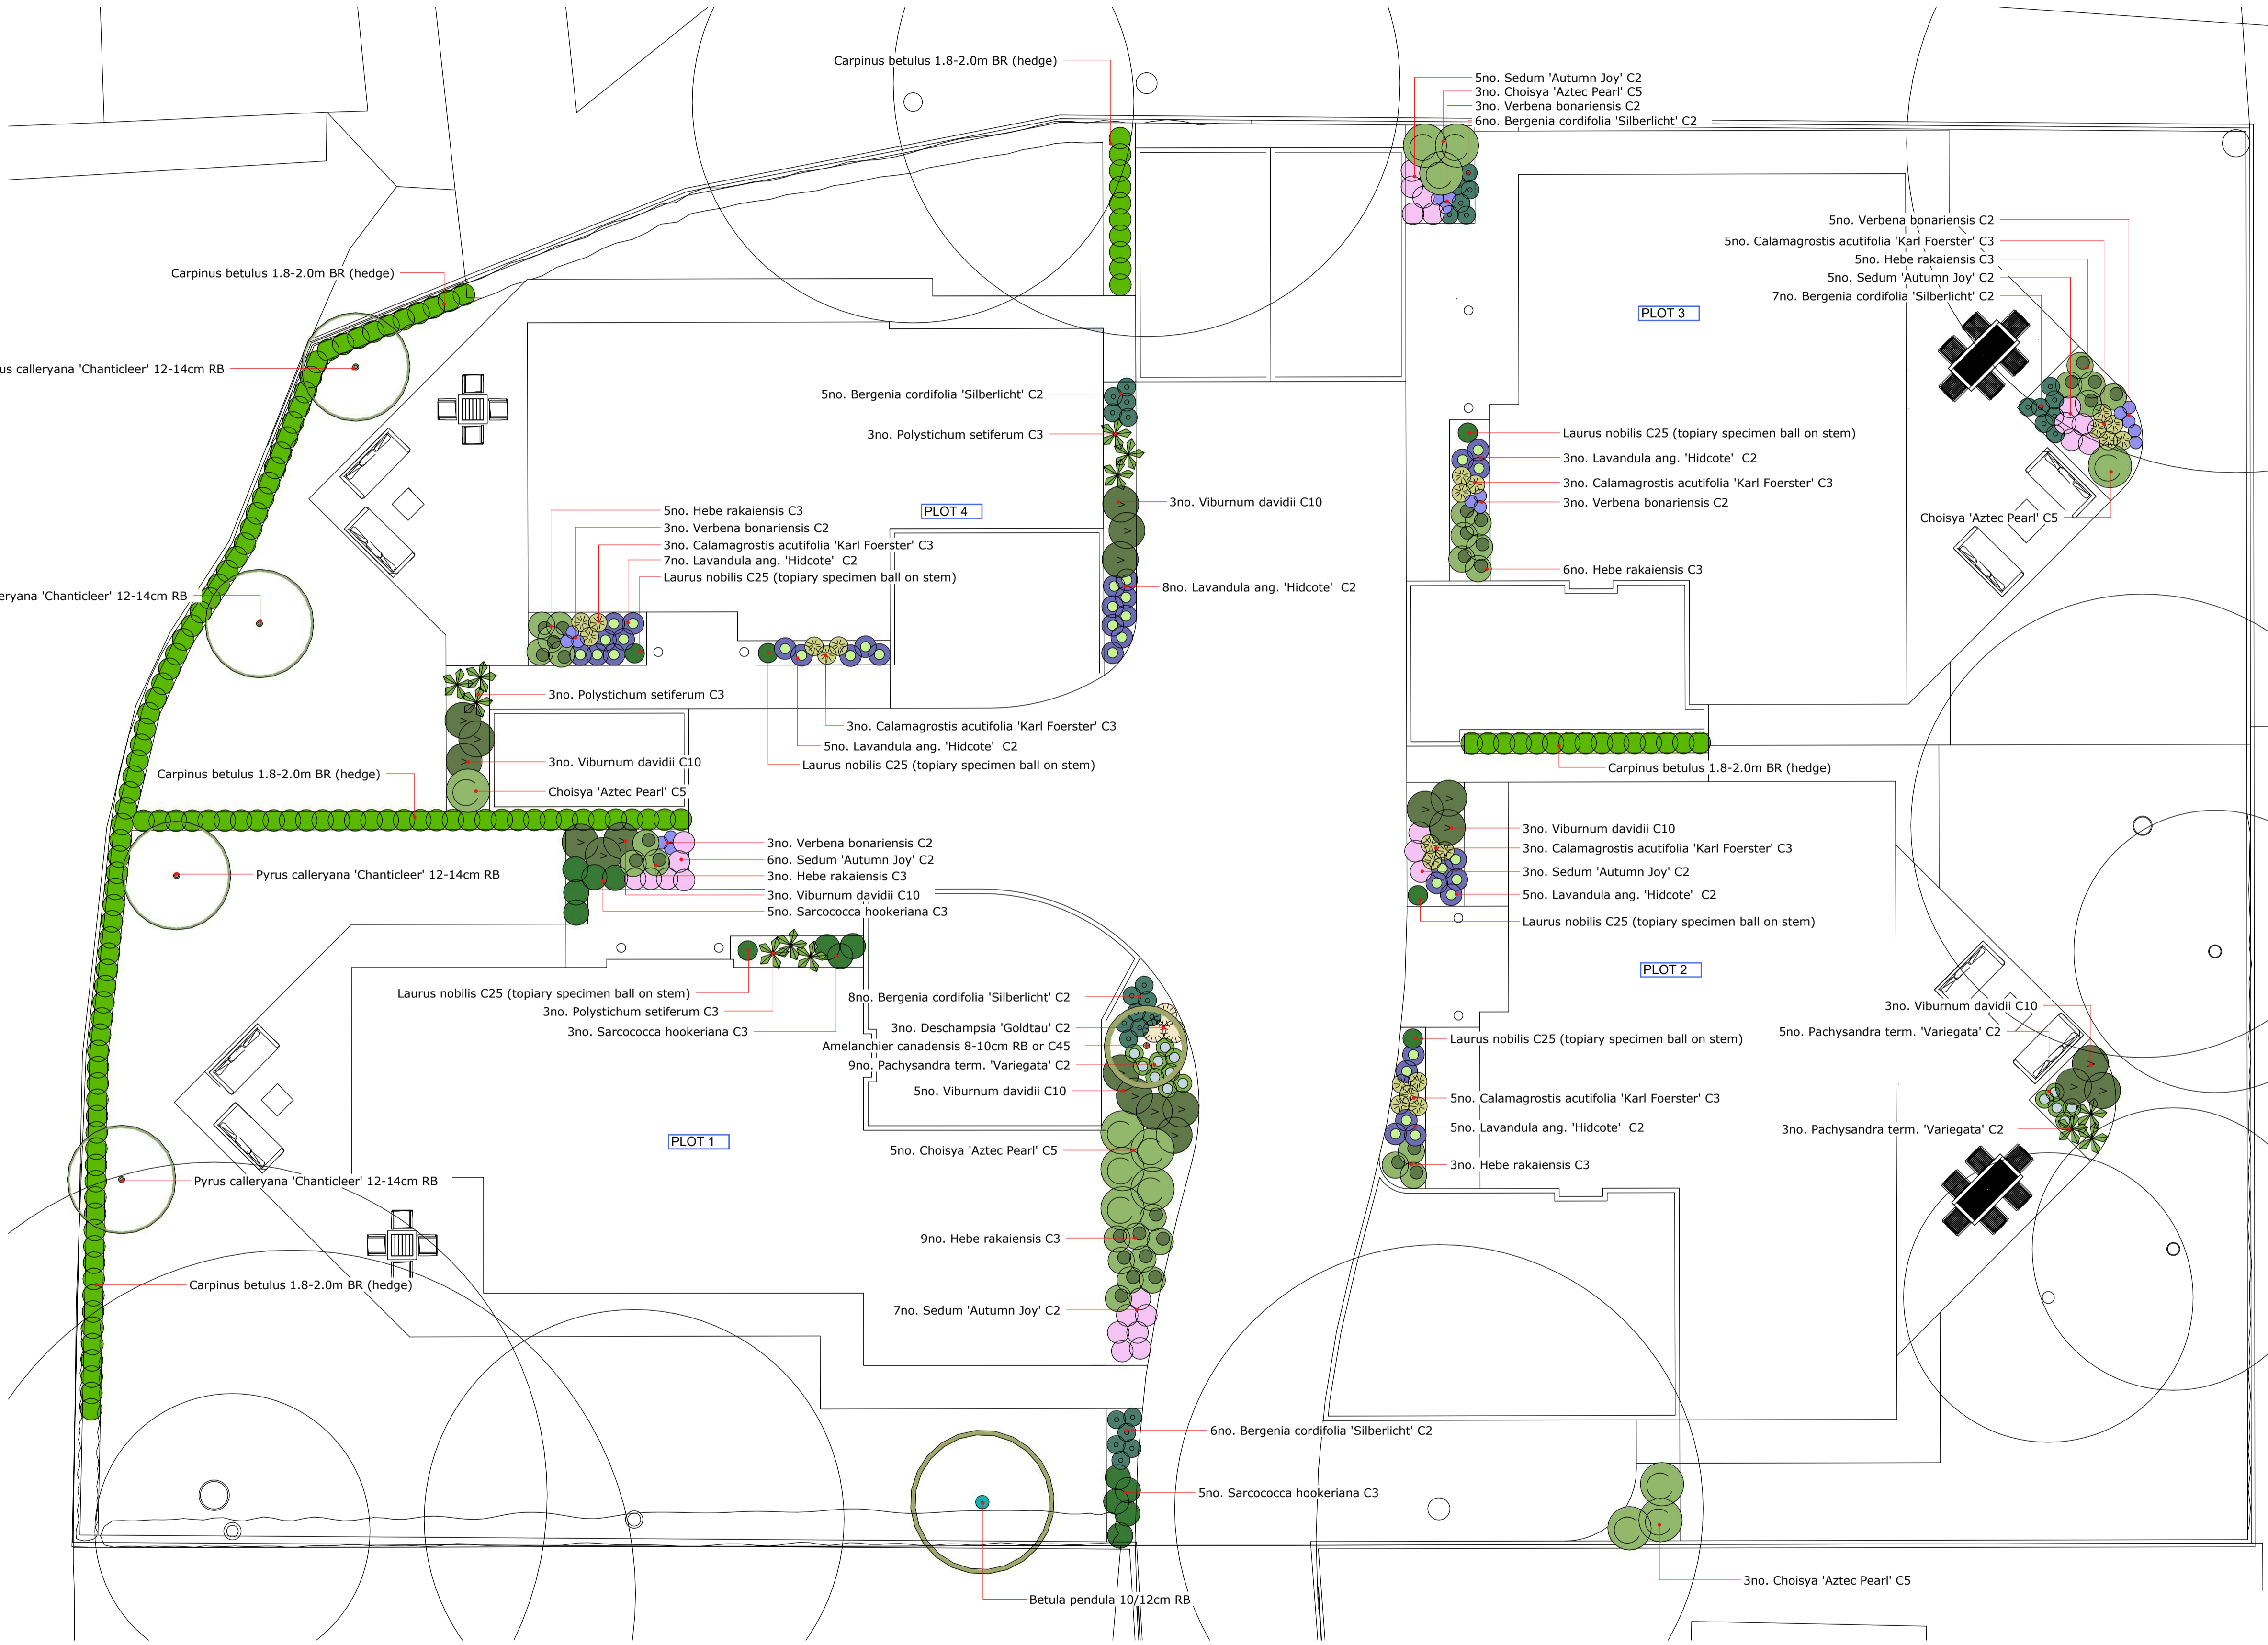 Carpinus betulus 1.8-2.0m BR (hedge)
5no. Sedum 'Autumn Joy' C2
3no. Choisya 'Aztec Pearl' C5
3no. Verbena bonariensis C2
6no. Bergenia cordifolia 'Silberlicht' C2
5no. Verbena bonariensis C2
5no. Calamagrostis acutifolia 'Karl Foerster' C3
5no. Hebe rakaiensis C3
5no. Sedum 'Autumn Joy' C2
7no. Bergenia cordifolia 'Silberlicht' C2
Carpinus betulus 1.8-2.0m BR (hedge)
PLOT 3
us calleryana 'Chanticleer' 12-14cm RB
5no. Bergenia cordifolia 'Silberlicht' C2
3no. Polystichum setiferum C3
Laurus nobilis C25 (topiary specimen ball on stem)
3no. Lavandula ang. 'Hidcote' C2
3no. Calamagrostis acutifolia 'Karl Foerster' C3
3no. Verbena bonariensis C2
3no. Viburnum davidii C10
PLOT 4
Choisya 'Aztec Pearl' C5
5no. Hebe rakaiensis C3
3no. Verbena bonariensis C2
3no. Calamagrostis acutifolia 'Karl Foerster' C3
7no. Lavandula ang. 'Hidcote' C2
Laurus nobilis C25 (topiary specimen ball on stem)
6no. Hebe rakaiensis C3
8no. Lavandula ang. 'Hidcote' C2
eryana 'Chanticleer' 12-14cm RB
3no. Polystichum setiferum C3
3no. Calamagrostis acutifolia 'Karl Foerster' C3
5no. Lavandula ang. 'Hidcote' C2
Laurus nobilis C25 (topiary specimen ball on stem)
3no. Viburnum davidii C10
Carpinus betulus 1.8-2.0m BR (hedge)
Carpinus betulus 1.8-2.0m BR (hedge)
Choisya 'Aztec Pearl' C5
3no. Verbena bonariensis C2
6no. Sedum 'Autumn Joy' C2
3no. Hebe rakaiensis C3
3no. Viburnum davidii C10
5no. Sarcococca hookeriana C3
Pyrus calleryana 'Chanticleer' 12-14cm RB
3no. Viburnum davidii C10
3no. Calamagrostis acutifolia 'Karl Foerster' C3
3no. Sedum 'Autumn Joy' C2
5no. Lavandula ang. 'Hidcote' C2
Laurus nobilis C25 (topiary specimen ball on stem)
PLOT 2
Laurus nobilis C25 (topiary specimen ball on stem)
3no. Polystichum setiferum C3
3no. Sarcococca hookeriana C3
8no. Bergenia cordifolia 'Silberlicht' C2
3no. Deschampsia 'Goldtau' C2
Amelanchier canadensis 8-10cm RB or C45
9no. Pachysandra term. 'Variegata' C2
5no. Viburnum davidii C10
3no. Viburnum davidii C10
5no. Pachysandra term. 'Variegata' C2
Laurus nobilis C25 (topiary specimen ball on stem)
5no. Calamagrostis acutifolia 'Karl Foerster' C3
5no. Lavandula ang. 'Hidcote' C2
3no. Pachysandra term. 'Variegata' C2
PLOT 1
5no. Choisya 'Aztec Pearl' C5
3no. Hebe rakaiensis C3
Pyrus calleryana 'Chanticleer' 12-14cm RB
9no. Hebe rakaiensis C3
Carpinus betulus 1.8-2.0m BR (hedge)
7no. Sedum 'Autumn Joy' C2
6no. Bergenia cordifolia 'Silberlicht' C2
5no. Sarcococca hookeriana C3
3no. Choisya 'Aztec Pearl' C5
Betula pendula 10/12cm RB